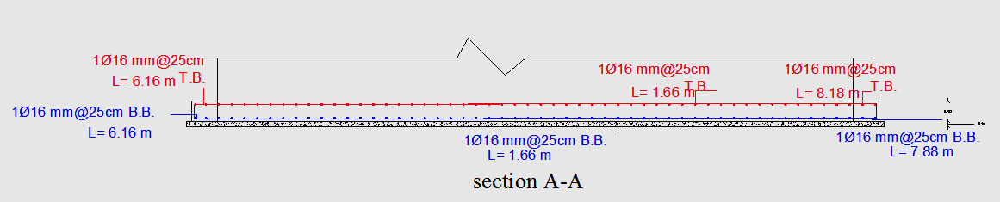 1Ø16 mm@25cm
L= 6.16 m T.B.
1Ø16 mm@25cm
L= 1.66 m T.B.
1Ø16 mm@25cm
L= 8.18 m T.B.
1Ø16 mm@25cm B.B.
L= 6.16 m
1Ø16 mm@25cm B.B.
L= 1.66 m
1Ø16 mm@25cm B.B.
L= 7.88 m
section A-A